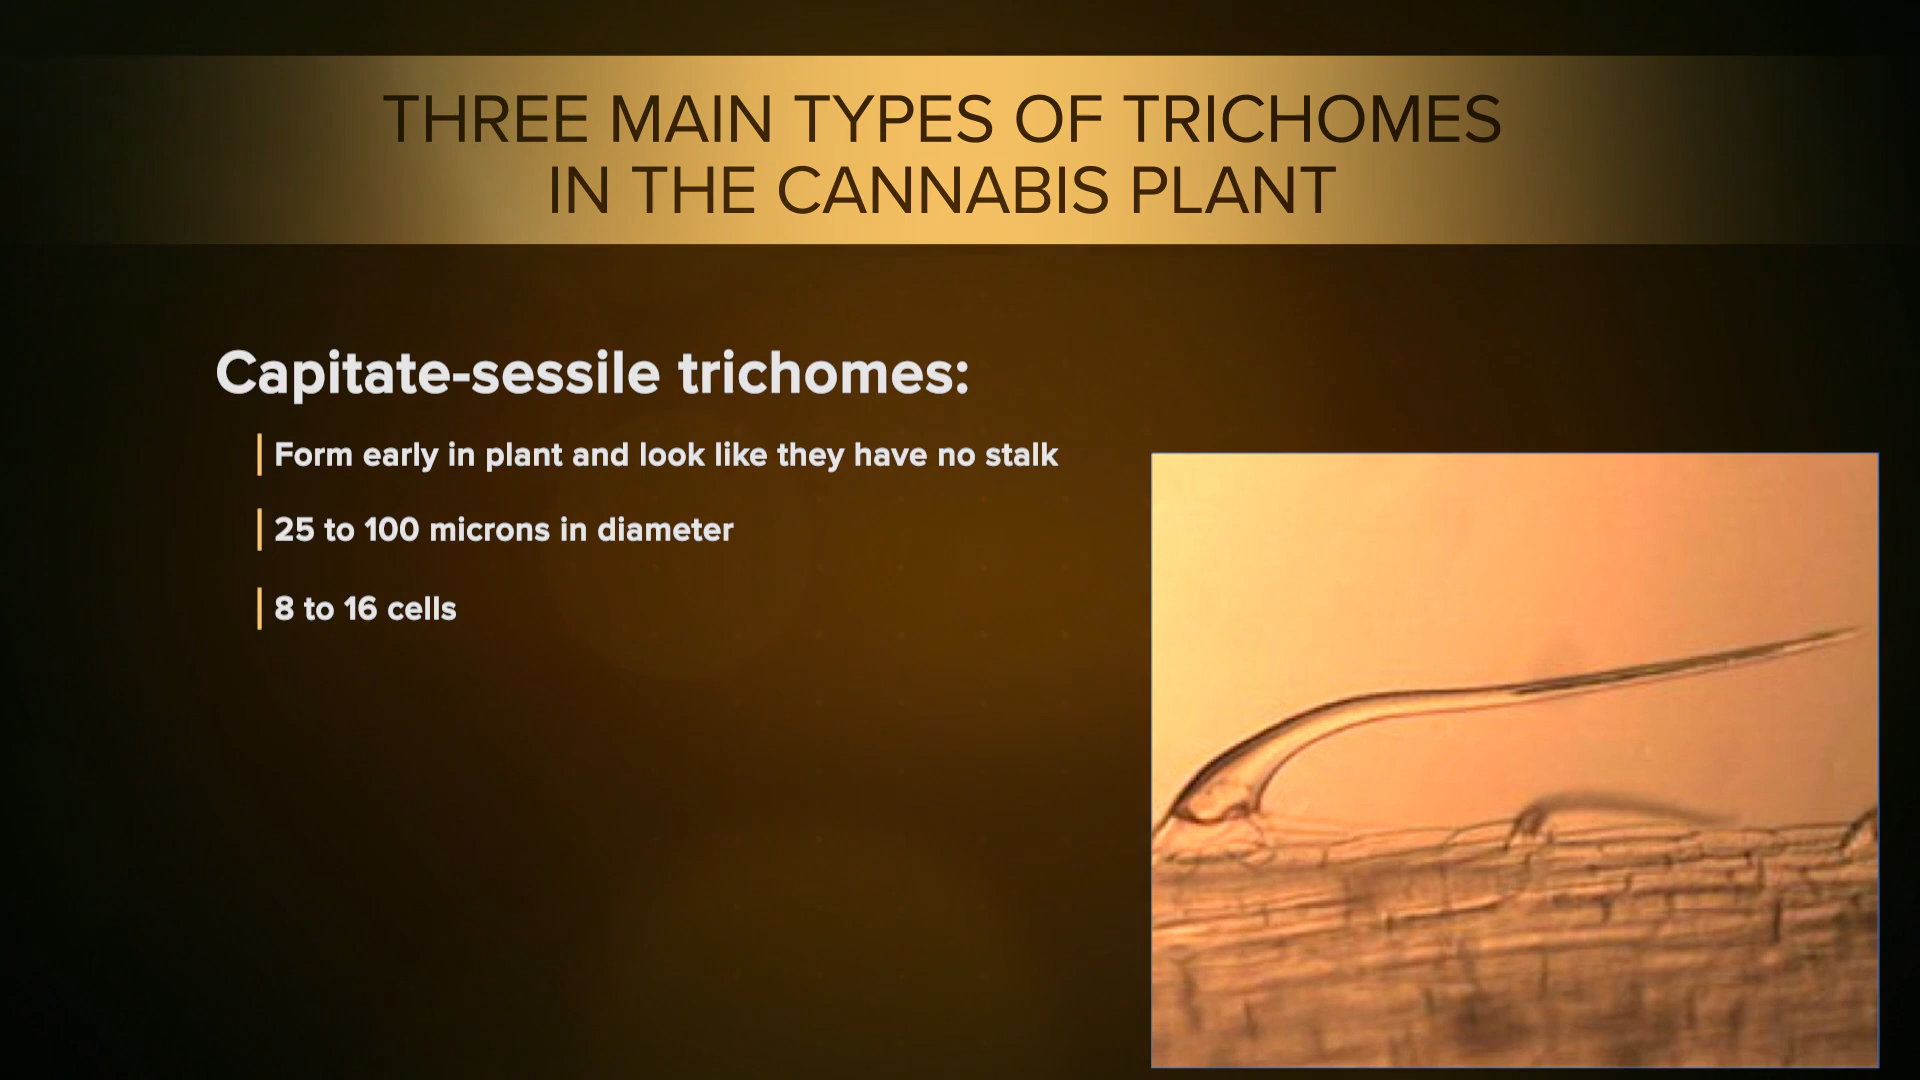 THREE MAIN TYPES OF TRICHOMES
IN THE CANNABIS PLANT
Capitate-sessile trichomes:
Form early in plant and look like they have no stalk
25 to 100 microns in diameter
8 to 16 cells